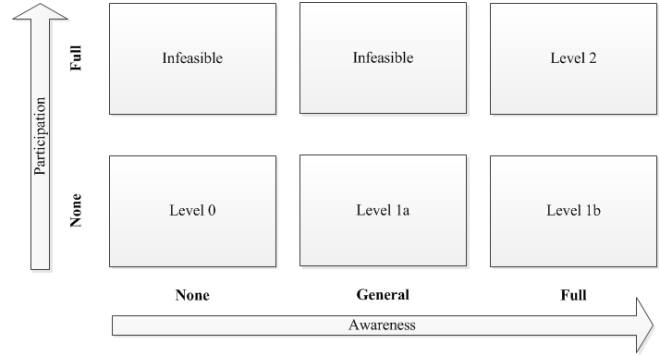 Participation
Full
Infeasible
Infeasible
Level 2
None
Level 0
Level 1a
Level 1b
None
General
Full
Awareness